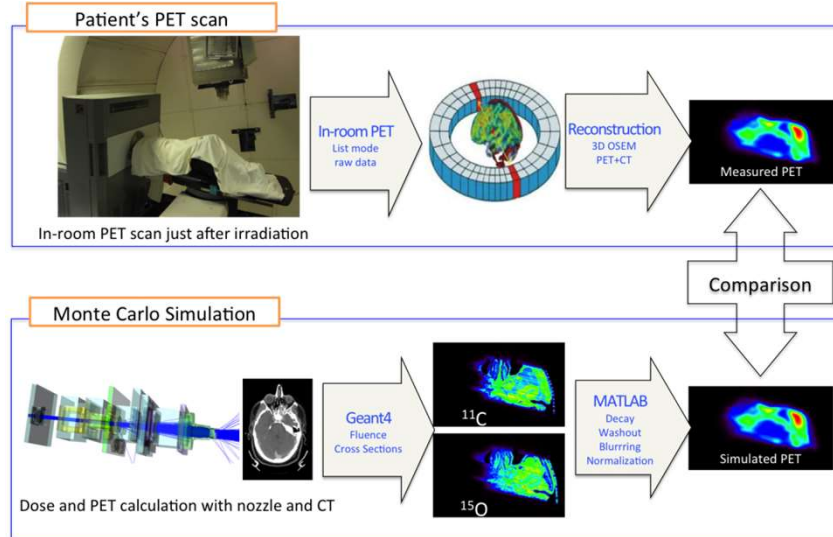 Patient's PET scan
In-room PET
List mode
raw data
Reconstruction
3D OSEM
PET+CT
Measured PET
In-room PET scan just after irradiation
Comparison
Monte Carlo Simulation
Geant4
Fluence
Cross Sections
¹¹C
¹⁵O
MATLAB
Decay
Washout
Blurrring
Normalization
Simulated PET
Dose and PET calculation with nozzle and CT